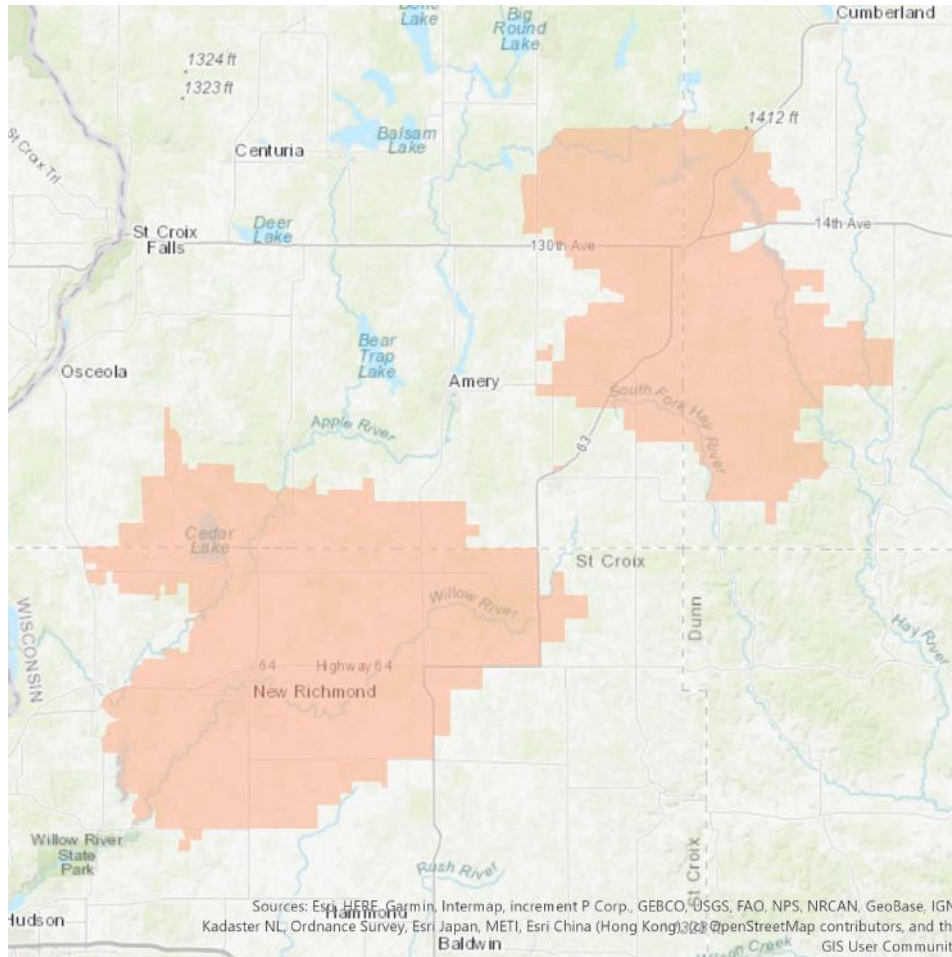 Lake
Big
Round
Lake
Cumberland
1324 ft
1323 ft
St Croix Trl
1412 ft
Balsam
Lake
Centuria
Deer
Lake
14th Ave
St Croix
Falls
130th Ave
Bear
Trap
Lake
Osceola
Amery
South Fork Hay
River
Apple River
63
Cedar
Lake
St Croix
Willow River
WISCONSIN
Dunn
Hay River
64 Highway 64
New Richmond
Willow River
State
Park
St Croix
Rush River
Hudson
Hammond
Sources: Esri, HERE, Garmin, Intermap, increment P Corp., GEBCO, USGS, FAO, NPS, NRCAN, GeoBase, IGN
Kadaster NL, Ordnance Survey, Esri Japan, METI, Esri China (Hong Kong), (c) OpenStreetMap contributors, and th
Baldwin
Creek
GIS User Communit